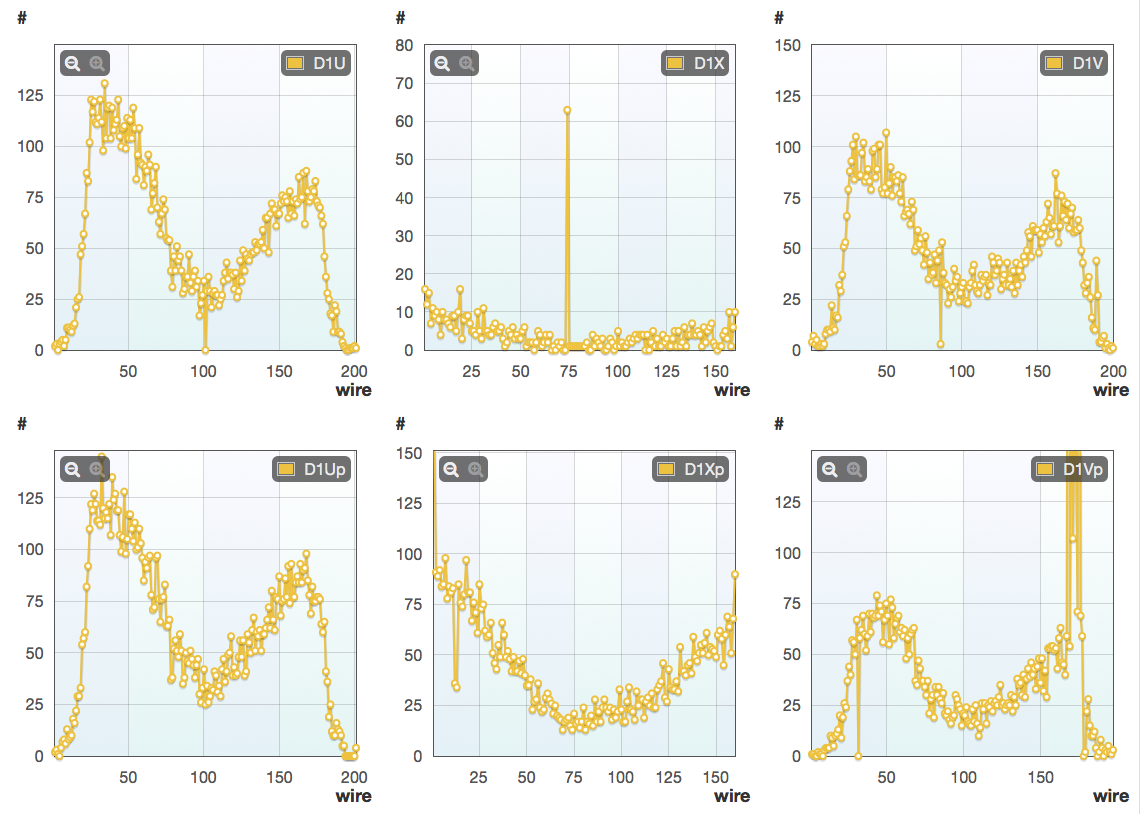 # # #
D1U D1X D1V
125 100 75 50 25 0
80 70 60 50 40 30 20 10 0
150 125 100 75 50 25 0
50 100 150 200
25 50 75 100 125 150
50 100 150 200
wire wire wire
# # #
D1Up D1Xp D1Vp
125 100 75 50 25 0
150 100 75 50 25 0
125 100 75 50 25 0
50 100 150 200
25 50 75 100 125 150
50 100 150
wire wire wire